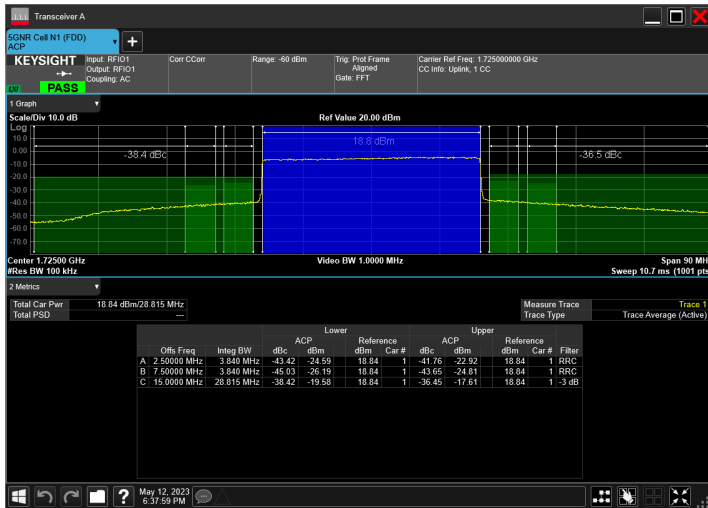 Transceiver A
5GNR Cell N1 (FDD)
ACP
KEYSIGHT
LXI
PASS
Input: RFIO1
Output: RFIO1
Coupling: AC
Corr CCorr
Range: -60 dBm
Trig: Prot Frame
Aligned
Gate: FFT
Carrier Ref Freq: 1.725000000 GHz
CC Info: Uplink, 1 CC
1 Graph
Scale/Div 10.0 dB
Ref Value 20.00 dBm
Log
10.0
0.00
-10.0
-20.0
-30.0
-40.0
-50.0
-60.0
-70.0
-38.4 dBc
18.8 dBm
-36.5 dBc
Center 1.72500 GHz
Video BW 1.0000 MHz
Span 90 MH
#Res BW 100 kHz
Sweep 10.7 ms (1001 pts
2 Metrics
Total Car Pwr 18.84 dBm/28.815 MHz
Total PSD ---
Measure Trace Trace 1
Trace Type Trace Average (Active)
Lower Upper
ACP Reference ACP Reference
Offs Freq Integ BW dBc dBm dBm Car # dBc dBm dBm Car # Filter
A 2.50000 MHz 3.840 MHz -43.42 -24.59 18.84 1 -41.76 -22.92 18.84 1 RRC
B 7.50000 MHz 3.840 MHz -45.03 -26.19 18.84 1 -43.65 -24.81 18.84 1 RRC
C 15.0000 MHz 28.815 MHz -38.42 -19.58 18.84 1 -36.45 -17.61 18.84 1 -3 dB
May 12, 2023
6:37:59 PM